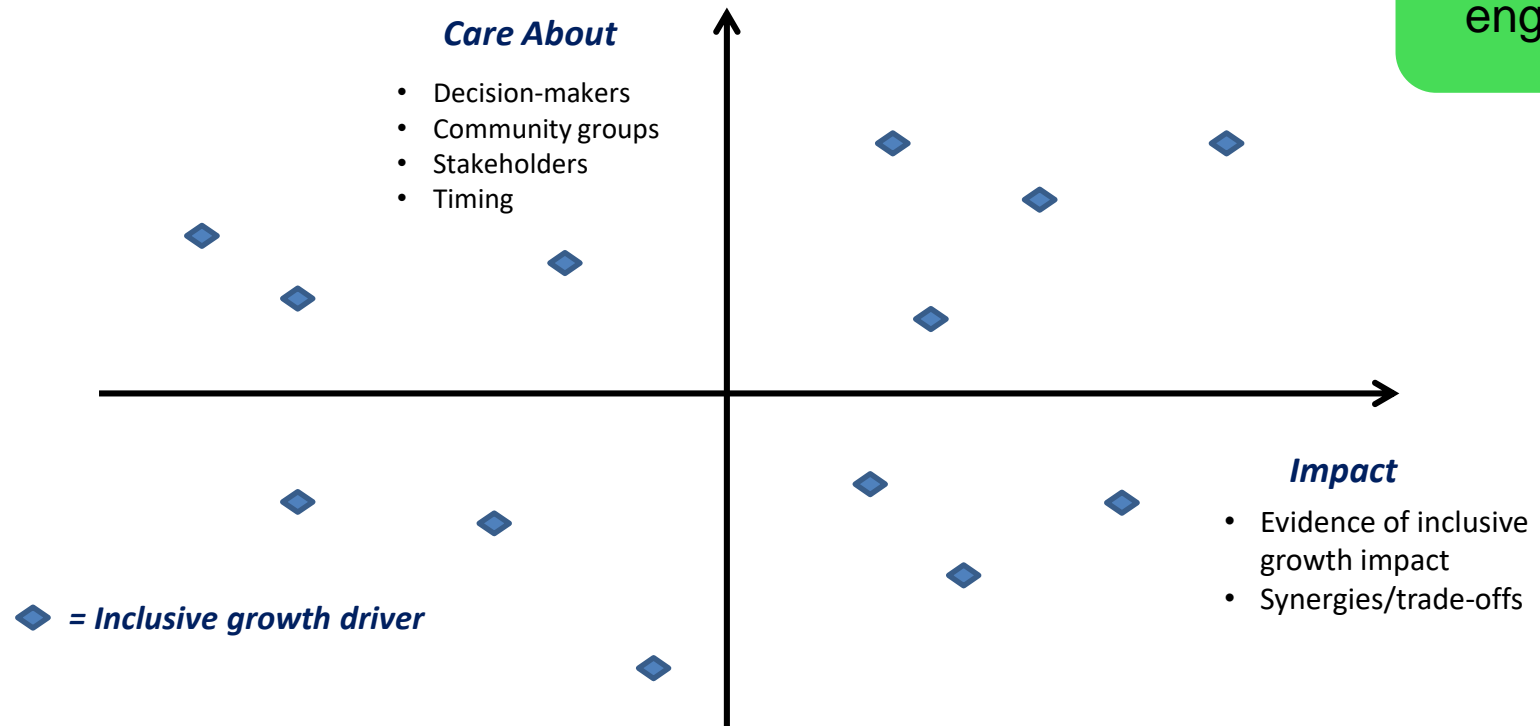 Care About
• Decision-makers
• Community groups
• Stakeholders
• Timing
Impact
• Evidence of inclusive
growth impact
• Synergies/trade-offs
= Inclusive growth driver